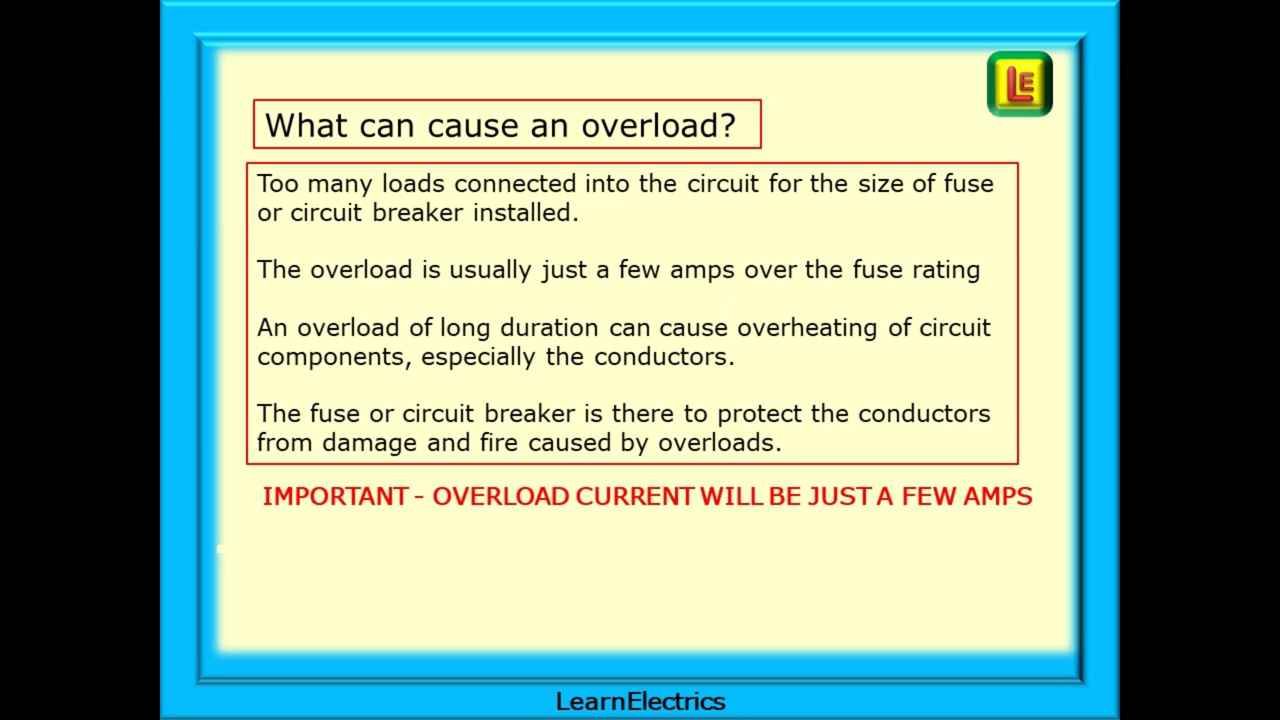 LE
What can cause an overload?
Too many loads connected into the circuit for the size of fuse
or circuit breaker installed.
The overload is usually just a few amps over the fuse rating
An overload of long duration can cause overheating of circuit
components, especially the conductors.
The fuse or circuit breaker is there to protect the conductors
from damage and fire caused by overloads.
IMPORTANT - OVERLOAD CURRENT WILL BE JUST A FEW AMPS
LearnElectrics